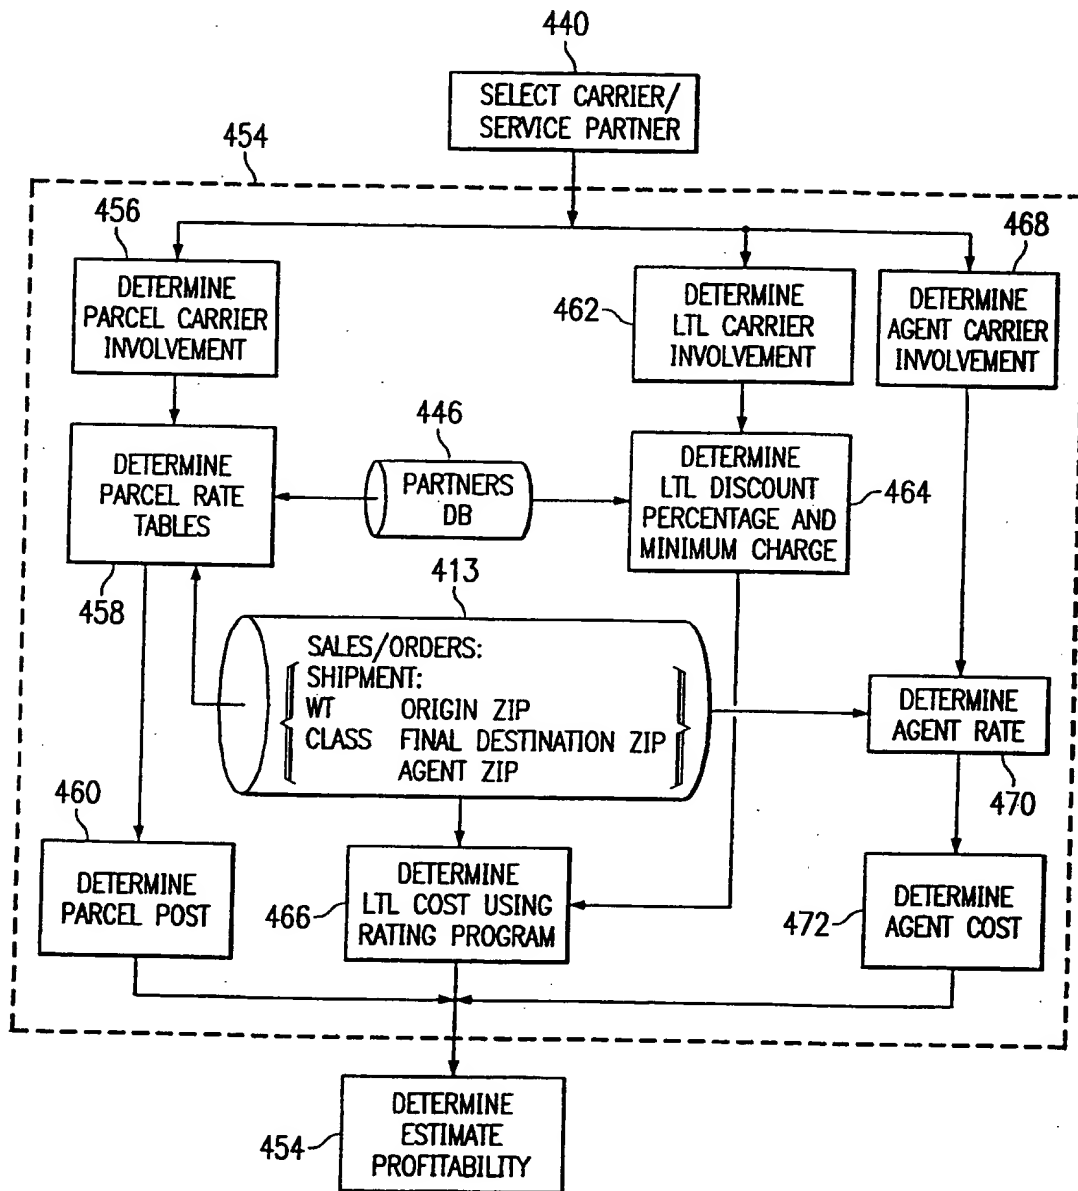 440
SELECT CARRIER/
SERVICE PARTNER
454
456
DETERMINE
PARCEL CARRIER
INVOLVEMENT
462
DETERMINE
LTL CARRIER
INVOLVEMENT
468
DETERMINE
AGENT CARRIER
INVOLVEMENT
DETERMINE
PARCEL RATE
TABLES
458
446
PARTNERS
DB
DETERMINE
LTL DISCOUNT
PERCENTAGE AND
MINIMUM CHARGE
464
413
SALES/ORDERS:
SHIPMENT:
WT ORIGIN ZIP
CLASS FINAL DESTINATION ZIP
AGENT ZIP
DETERMINE
AGENT RATE
470
460
DETERMINE
PARCEL POST
466
DETERMINE
LTL COST USING
RATING PROGRAM
472
DETERMINE
AGENT COST
454
DETERMINE
ESTIMATE
PROFITABILITY